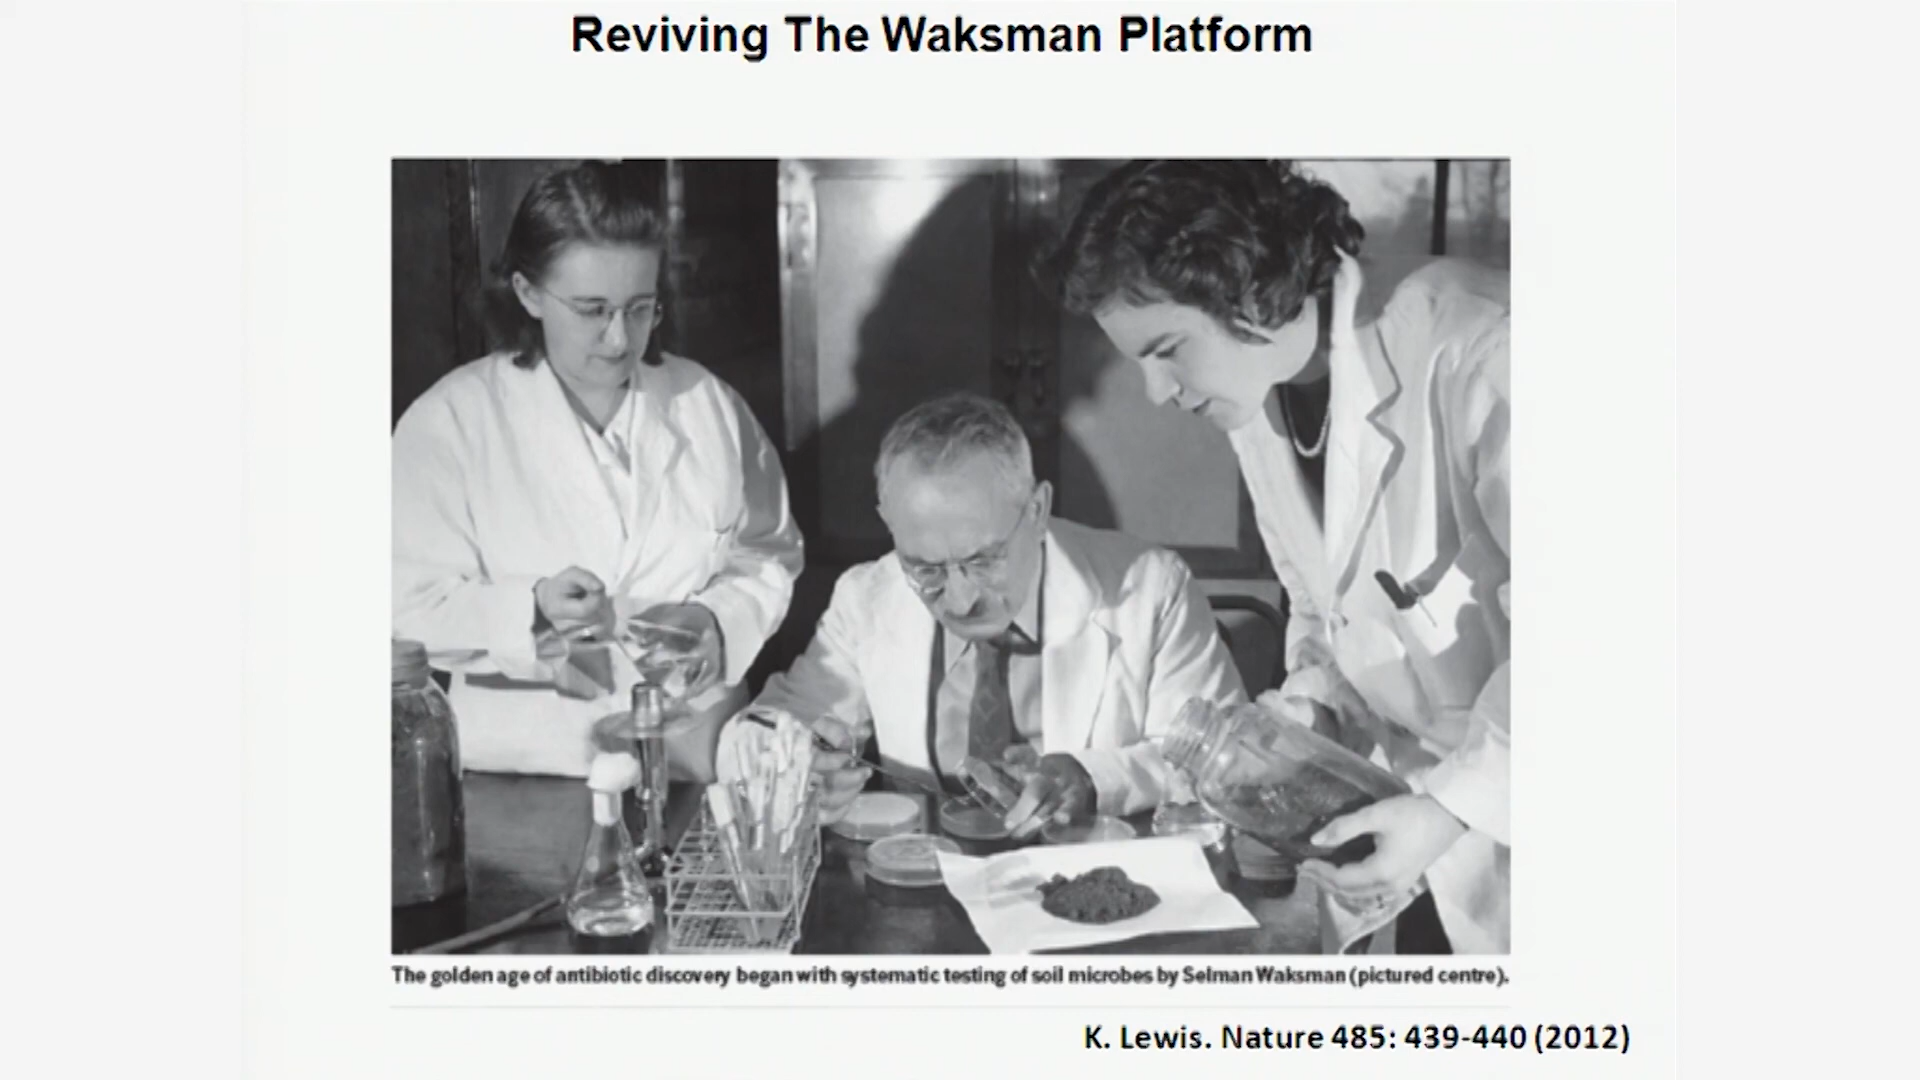 Reviving The Waksman Platform
The golden age of antibiotic discovery began with systematic testing of soil microbes by Selman Waksman (pictured centre).
K. Lewis. Nature 485: 439-440 (2012)